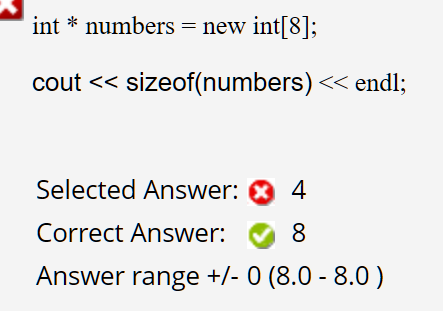 int * numbers = new int[8];
cout << sizeof(numbers) << endl;
Selected Answer: 4
Correct Answer: 8
Answer range +/- 0 (8.0 - 8.0 )